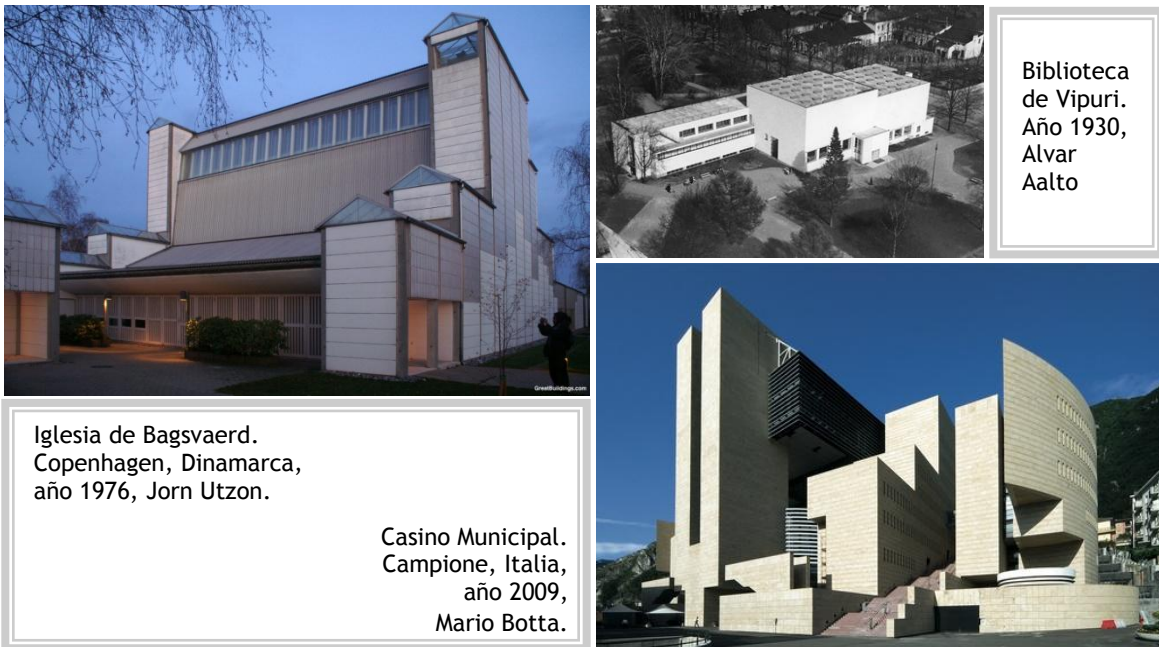 Biblioteca
de Vipuri.
Año 1930,
Alvar
Aalto
GreatBuildings.com
Iglesia de Bagsvaerd.
Copenhagen, Dinamarca,
año 1976, Jorn Utzon.
Casino Municipal.
Campione, Italia,
año 2009,
Mario Botta.